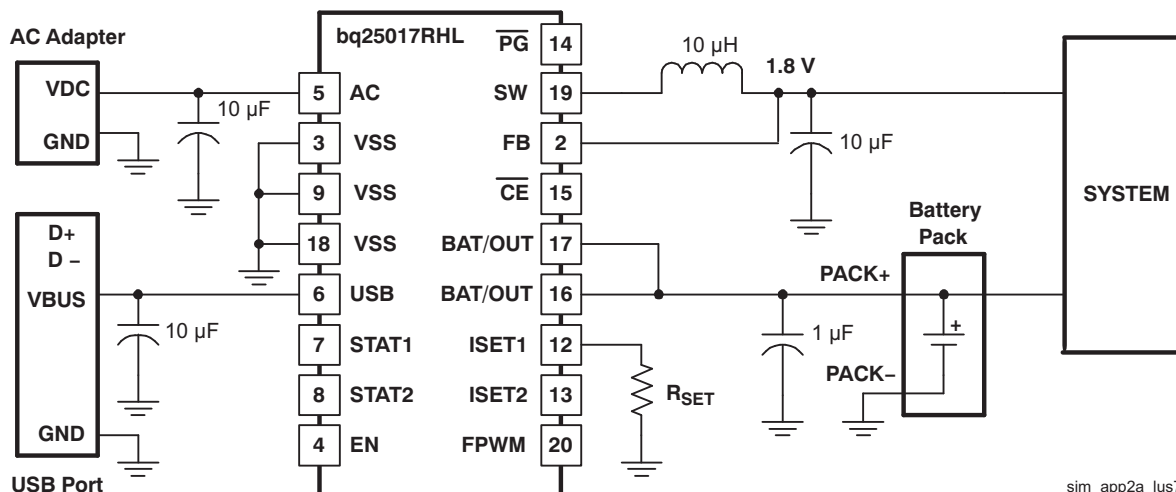 AC Adapter
VDC
GND
10 µF
D+
D −
VBUS
GND
10 µF
USB Port
bq25017RHL
5 AC
3 VSS
9 VSS
18 VSS
6 USB
7 STAT1
8 STAT2
4 EN
PG 14
SW 19
FB 2
CE 15
BAT/OUT 17
BAT/OUT 16
ISET1 12
ISET2 13
FPWM 20
10 µH
1.8 V
10 µF
RSET
1 µF
Battery
Pack
PACK+
+
PACK−
SYSTEM